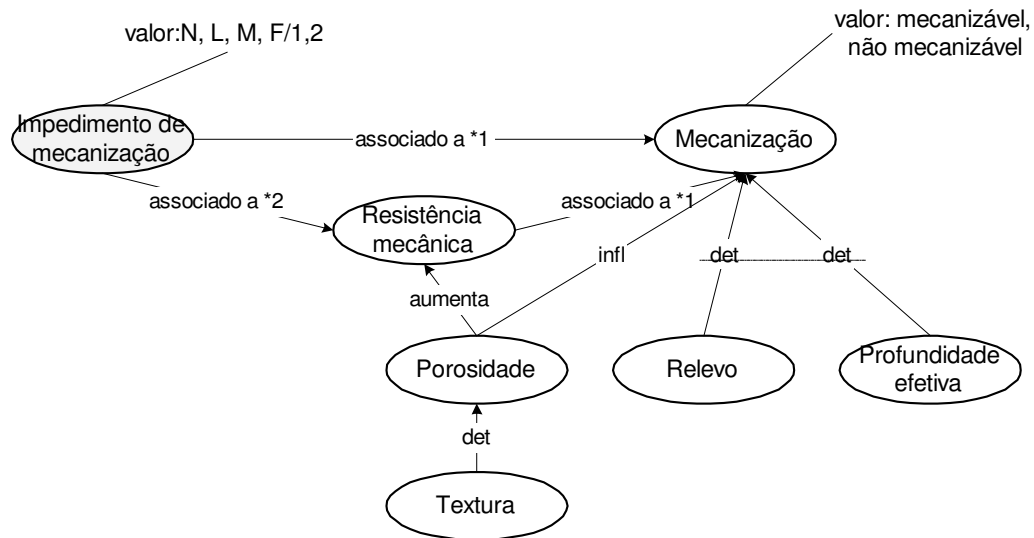 valor:N, L, M, F/1,2
valor: mecanizável,
não mecanizável
Impedimento de
mecanização
associado a *1
Mecanização
associado a *2
Resistência
mecânica
associado a *1
infl
det
det
aumenta
Porosidade
Relevo
Profundidade
efetiva
det
Textura